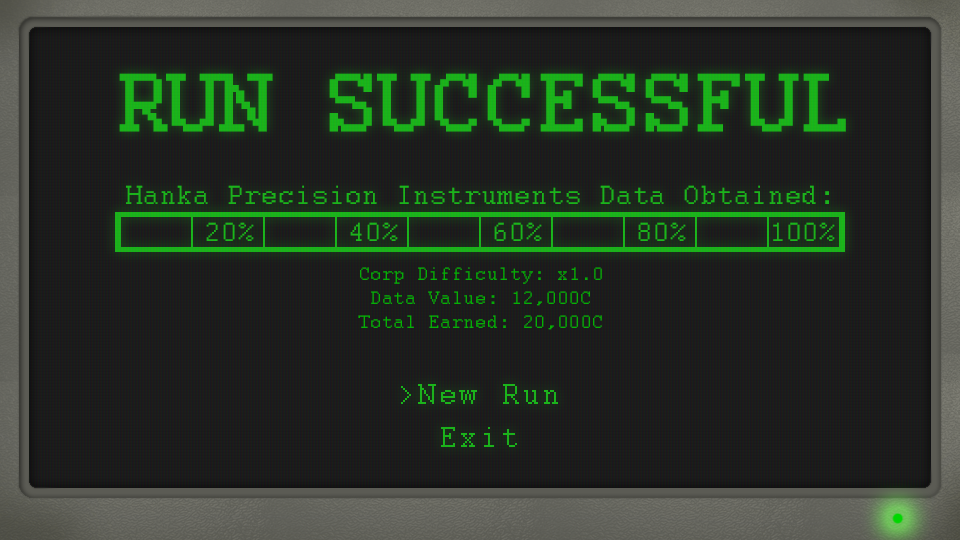 RUN SUCCESSFUL
Hanka Precision Instruments Data Obtained:
20% 40% 60% 80% 100%
Corp Difficulty: x1.0
Data Value: 12,000C
Total Earned: 20,000C
>New Run
Exit